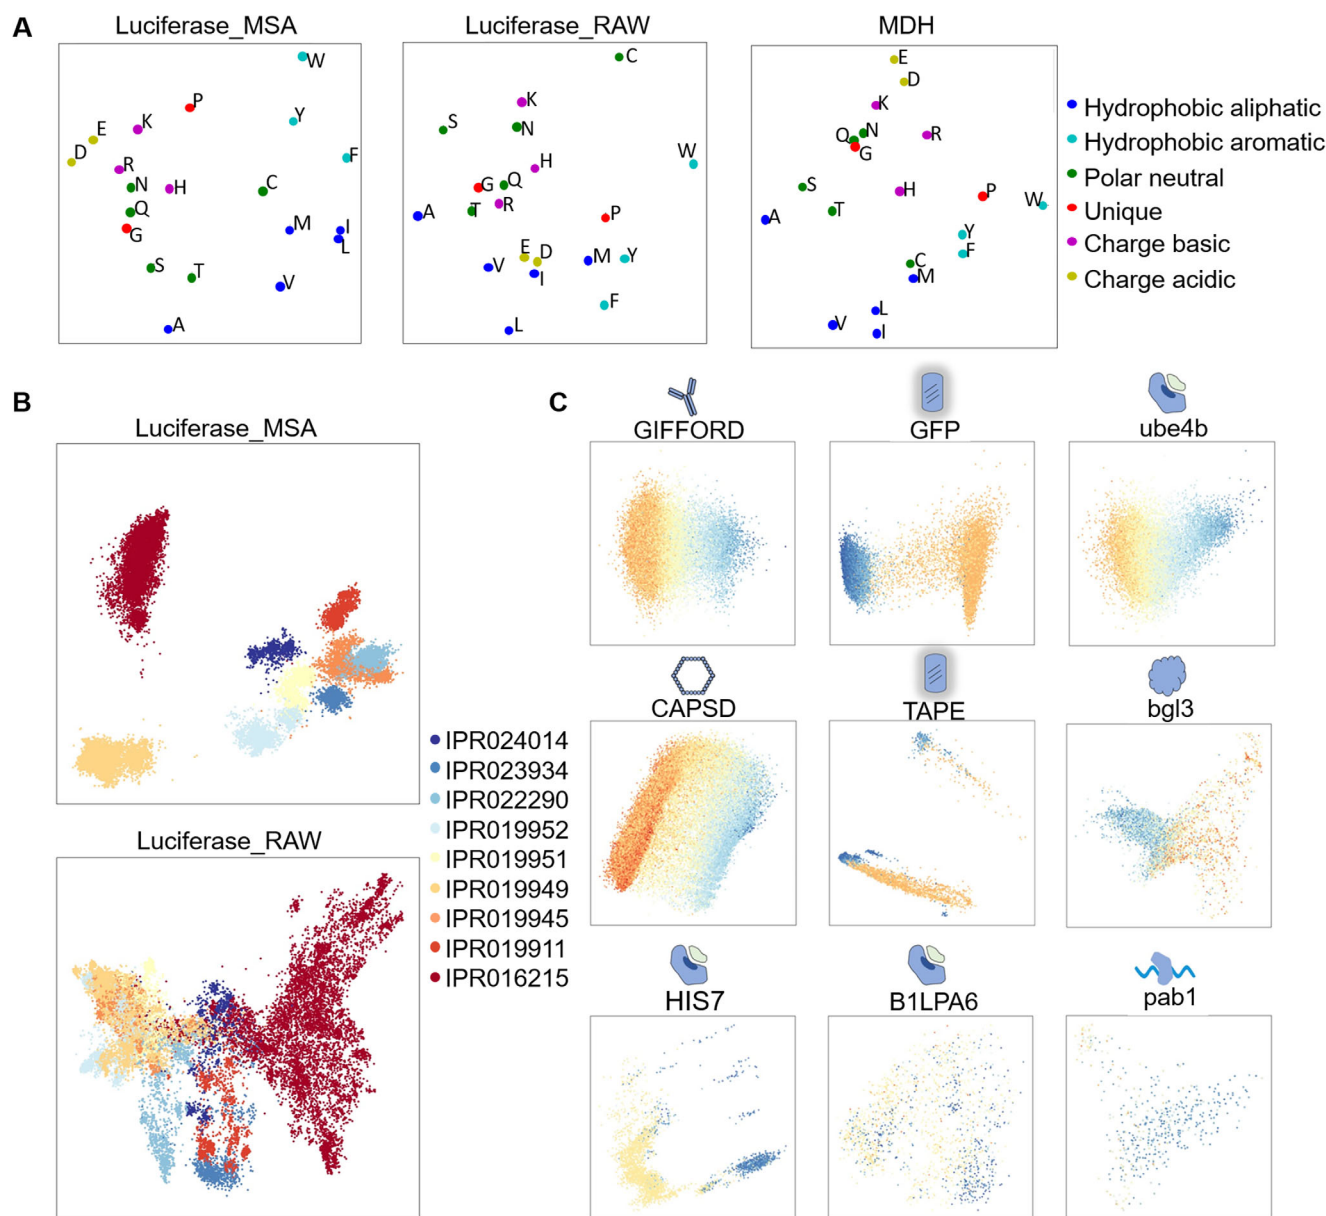 A
Luciferase_MSA
W
P
Y
K
E
D
F
R
N
H
C
Q
G
M
I
L
S
T
V
A
Luciferase_RAW
C
K
S
N
W
H
G
Q
T
R
A
P
E
D
M
Y
V
I
F
L
MDH
E
D
K
Q
N
G
R
S
H
P
W
T
A
Y
F
C
M
L
V
I
Hydrophobic aliphatic
Hydrophobic aromatic
Polar neutral
Unique
Charge basic
Charge acidic
B
Luciferase_MSA
Luciferase_RAW
IPR024014
IPR023934
IPR022290
IPR019952
IPR019951
IPR019949
IPR019945
IPR019911
IPR016215
C
GIFFORD
GFP
ube4b
CAPSD
TAPE
bgl3
HIS7
B1LPA6
pab1